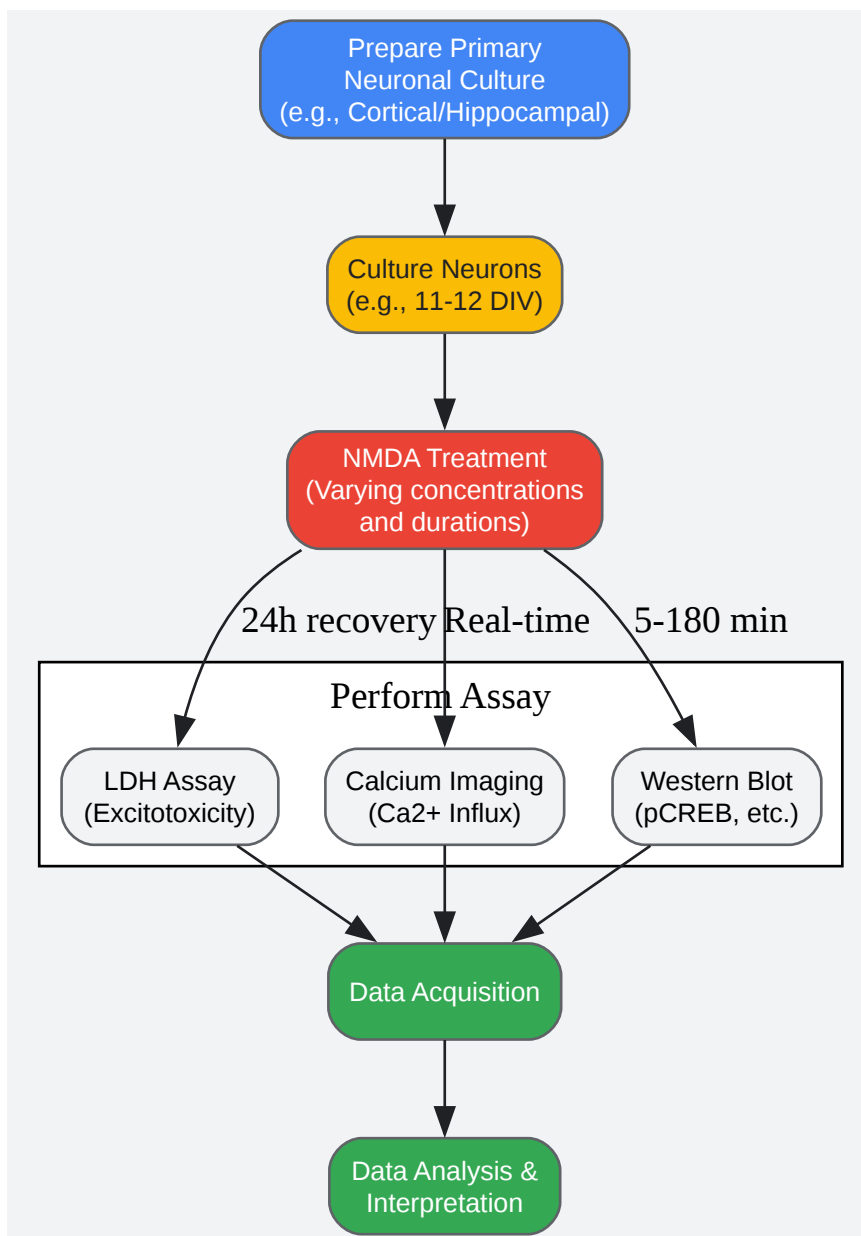 Prepare Primary
Neuronal Culture
(e.g., Cortical/Hippocampal)
Culture Neurons
(e.g., 11-12 DIV)
NMDA Treatment
(Varying concentrations
and durations)
24h recovery
Real-time
5-180 min
Perform Assay
LDH Assay
(Excitotoxicity)
Calcium Imaging
(Ca2+ Influx)
Western Blot
(pCREB, etc.)
Data Acquisition
Data Analysis &
Interpretation